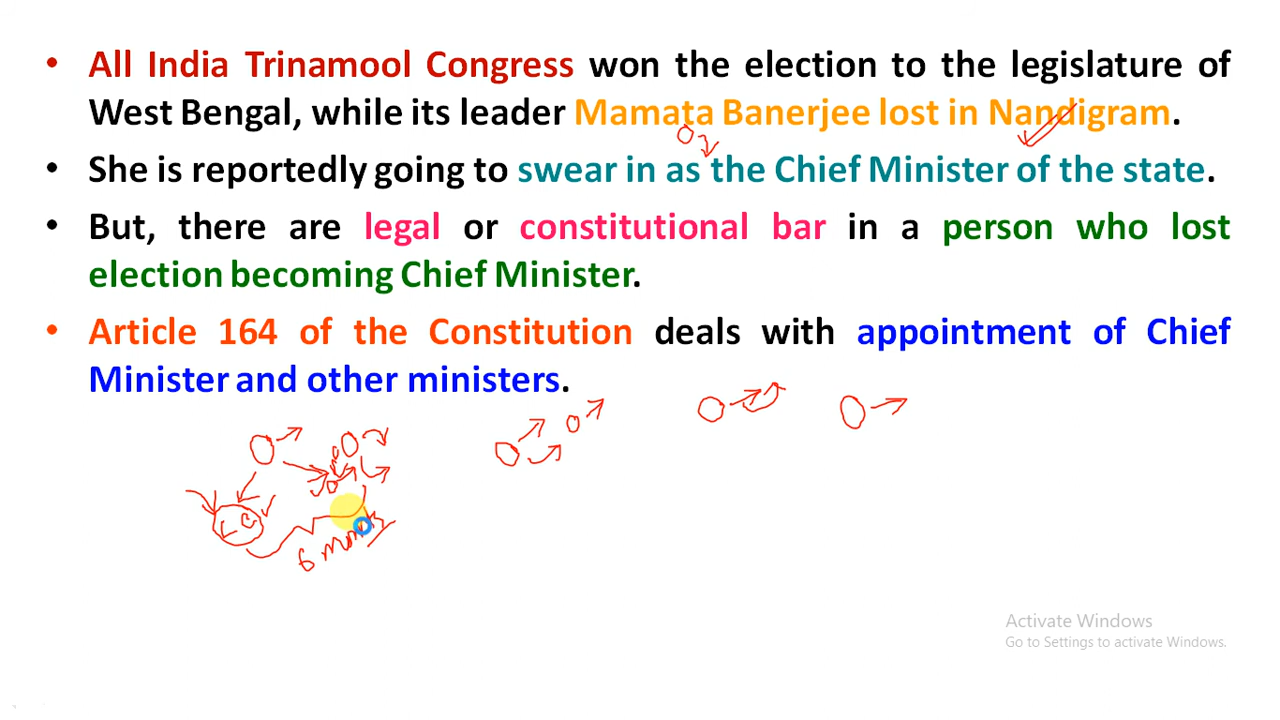 • All India Trinamool Congress won the election to the legislature of
West Bengal, while its leader Mamata Banerjee lost in Nandigram.
• She is reportedly going to swear in as the Chief Minister of the state.
• But, there are legal or constitutional bar in a person who lost
election becoming Chief Minister.
• Article 164 of the Constitution deals with appointment of Chief
Minister and other ministers.
LC
6 months
Activate Windows
Go to Settings to activate Windows.